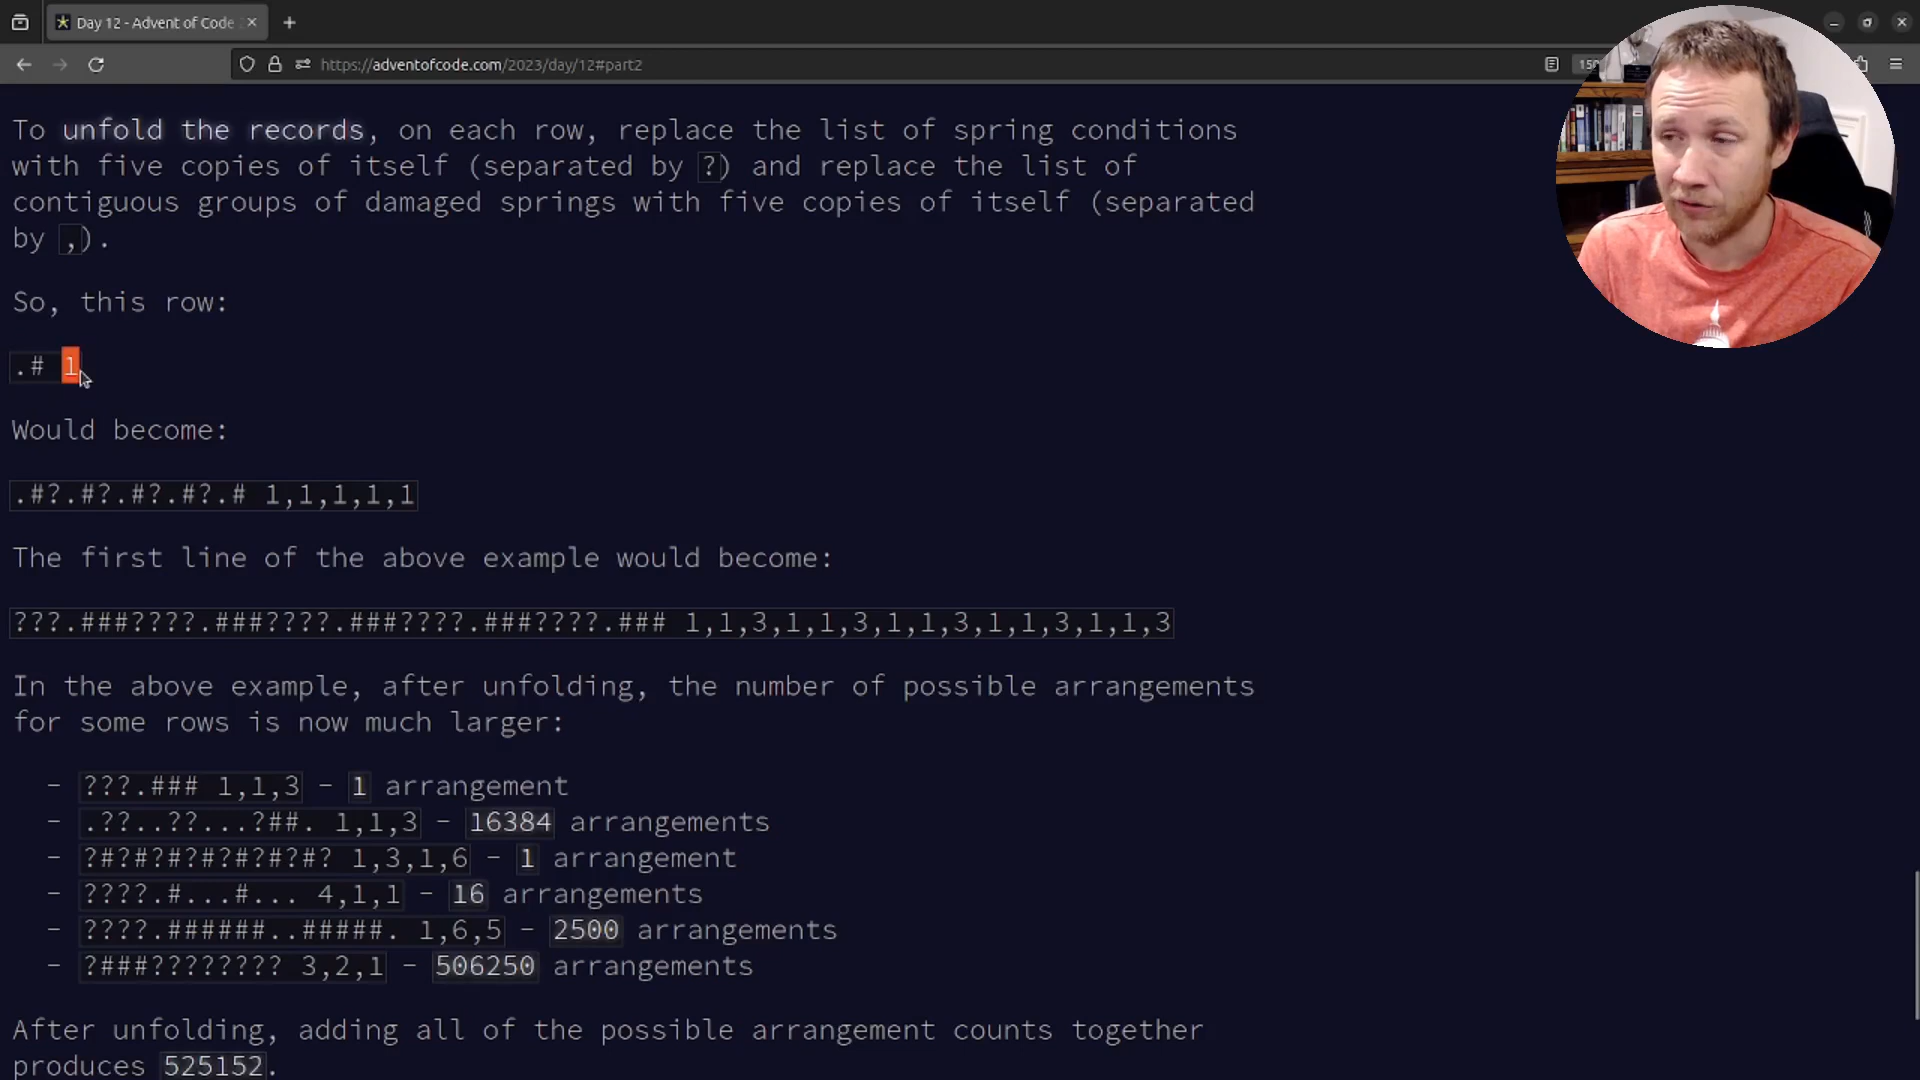 Day 12 - Advent of Code
https://adventofcode.com/2023/day/12#part2
To unfold the records, on each row, replace the list of spring conditions
with five copies of itself (separated by ?) and replace the list of
contiguous groups of damaged springs with five copies of itself (separated
by ,).
So, this row:
.# 1
Would become:
.#?.#?.#?.#?.# 1,1,1,1,1
The first line of the above example would become:
???.###????.###????.###????.###????.### 1,1,3,1,1,3,1,1,3,1,1,3,1,1,3
In the above example, after unfolding, the number of possible arrangements
for some rows is now much larger:
- ???.### 1,1,3 - 1 arrangement
- .??..??...?##. 1,1,3 - 16384 arrangements
- ?#?#?#?#?#?#?#? 1,3,1,6 - 1 arrangement
- ????.#...#... 4,1,1 - 16 arrangements
- ????.######..#####. 1,6,5 - 2500 arrangements
- ?###???????? 3,2,1 - 506250 arrangements
After unfolding, adding all of the possible arrangement counts together
produces 525152.